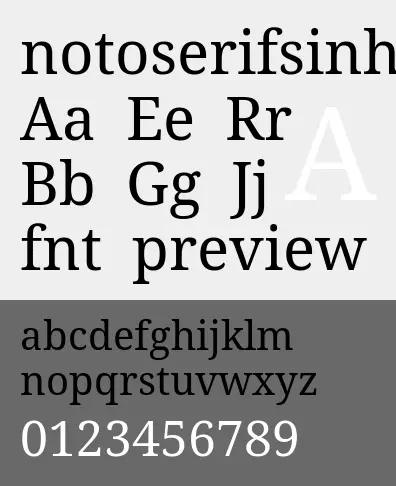 notoserifsinh
Aa Ee Rr
A
Bb Gg Jj
fnt preview
abcdefghijklm
nopqrstuvwxyz
0123456789